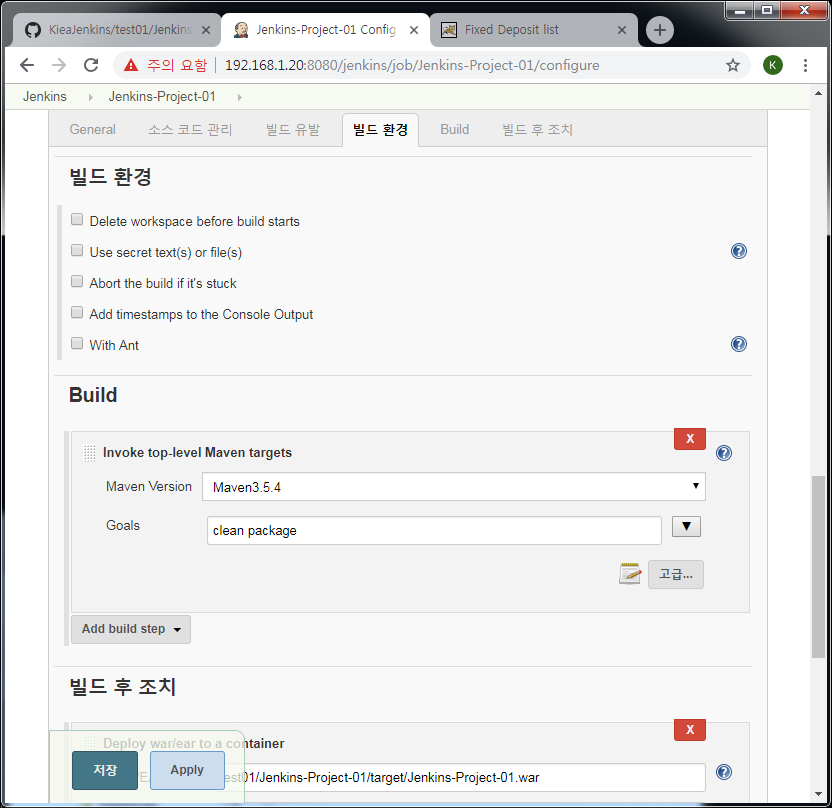 KieaJenkins/test01/Jenkins
Jenkins-Project-01 Config
Fixed Deposit list
주의 요함 192.168.1.20:8080/jenkins/job/Jenkins-Project-01/configure
K
Jenkins Jenkins-Project-01
General 소스 코드 관리 빌드 유발 빌드 환경 Build 빌드 후 조치
빌드 환경
Delete workspace before build starts
Use secret text(s) or file(s)
Abort the build if it's stuck
Add timestamps to the Console Output
With Ant
Build
X
Invoke top-level Maven targets
Maven Version Maven3.5.4
Goals clean package
고급...
Add build step
빌드 후 조치
X
Deploy war/ear to a container
01/Jenkins-Project-01/target/Jenkins-Project-01.war
저장 Apply